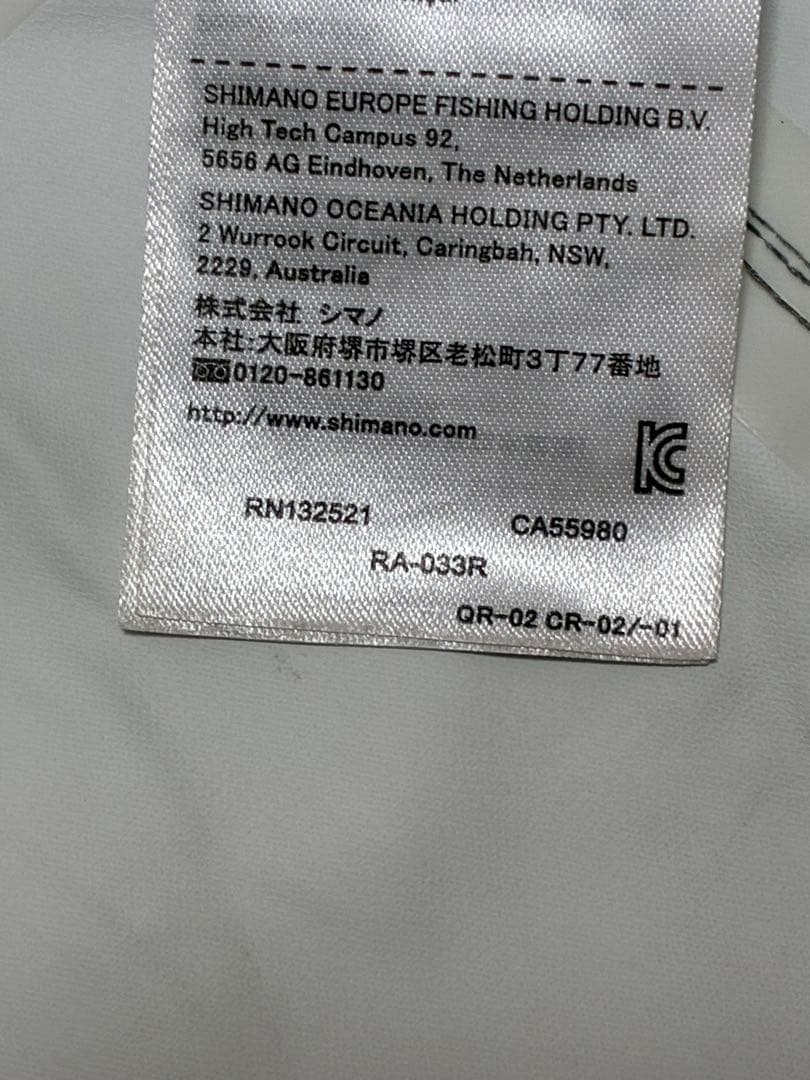 SHIMANO EUROPE FISHING HOLDING B.V.
High Tech Campus 92,
5656 AG Eindhoven, The Netherlands
SHIMANO OCEANIA HOLDING PTY. LTD.
2 Wurrook Circuit, Caringbah, NSW,
2229, Australia
株式会社 シマノ
本社:大阪府堺市堺区老松町3丁77番地
0120-861130
http://www.shimano.com
KC
RN132521
CA55980
RA-033R
QR-02 CR-02/-01